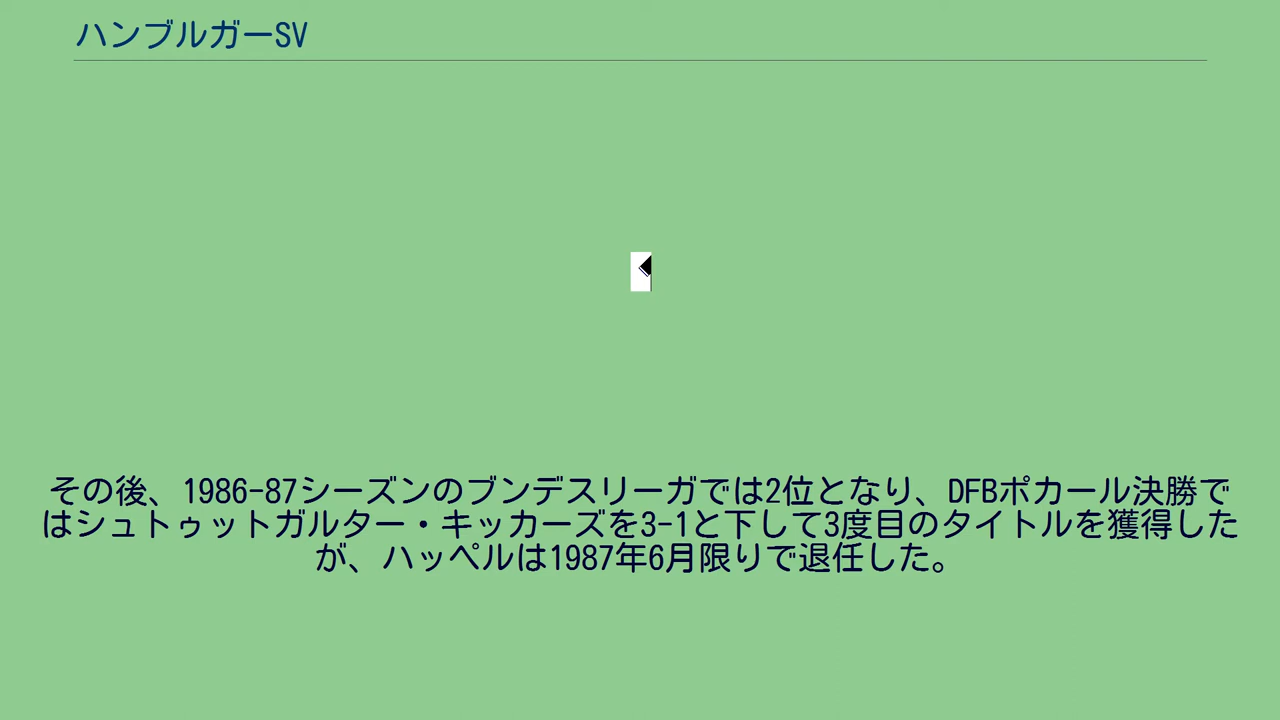 ハンブルガーSV
その後、1986-87シーズンのブンデスリーガでは2位となり、DFBポカール決勝で
はシュトゥットガルター・キッカーズを3-1と下して3度目のタイトルを獲得した
が、ハッペルは1987年6月限りで退任した。